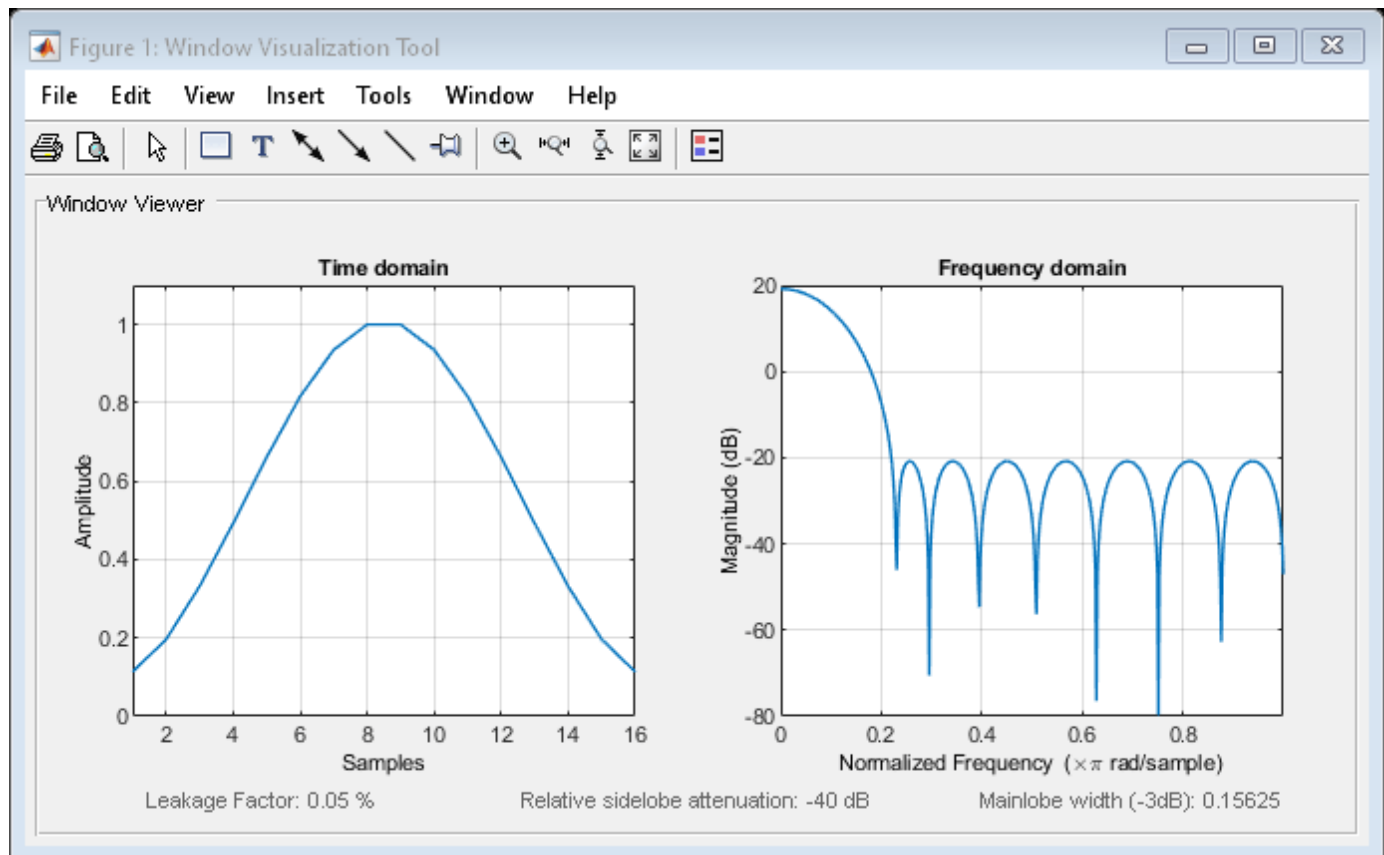 Figure 1: Window Visualization Tool
File Edit View Insert Tools Window Help
T
Window Viewer
Time domain
1
0.8
0.6
0.4
0.2
0
Amplitude
2 4 6 8 10 12 14 16
Samples
Frequency domain
20
0
-20
-40
-60
-80
Magnitude (dB)
0 0.2 0.4 0.6 0.8
Normalized Frequency (×π rad/sample)
Leakage Factor: 0.05 % Relative sidelobe attenuation: -40 dB Mainlobe width (-3dB): 0.15625